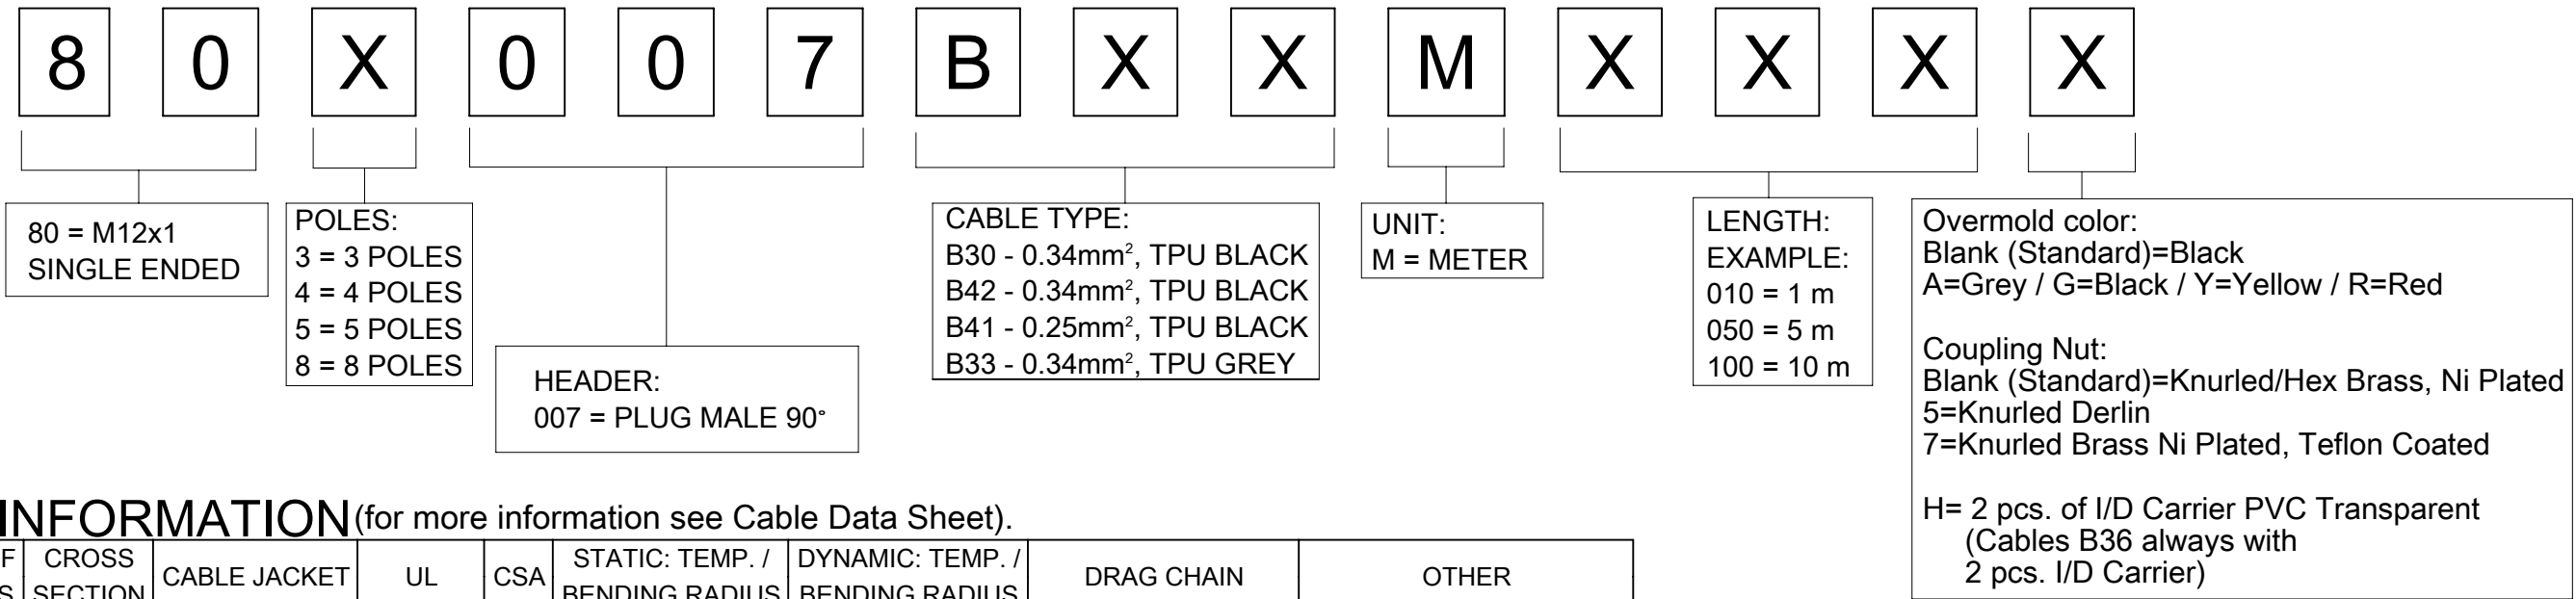 8 0 X 0 0 7 B X X M X X X X
80 = M12x1
SINGLE ENDED
POLES:
3 = 3 POLES
4 = 4 POLES
5 = 5 POLES
8 = 8 POLES
HEADER:
007 = PLUG MALE 90°
CABLE TYPE:
B30 - 0.34mm², TPU BLACK
B42 - 0.34mm², TPU BLACK
B41 - 0.25mm², TPU BLACK
B33 - 0.34mm², TPU GREY
UNIT:
M = METER
LENGTH:
EXAMPLE:
010 = 1 m
050 = 5 m
100 = 10 m
Overmold color:
Blank (Standard)=Black
A=Grey / G=Black / Y=Yellow / R=Red
Coupling Nut:
Blank (Standard)=Knurled/Hex Brass, Ni Plated
5=Knurled Derlin
7=Knurled Brass Ni Plated, Teflon Coated
H= 2 pcs. of I/D Carrier PVC Transparent
(Cables B36 always with
2 pcs. I/D Carrier)
INFORMATION (for more information see Cable Data Sheet).
F
S
CROSS
SECTION
CABLE JACKET
UL
CSA
STATIC: TEMP. /
BENDING RADIUS
DYNAMIC: TEMP. /
BENDING RADIUS
DRAG CHAIN
OTHER